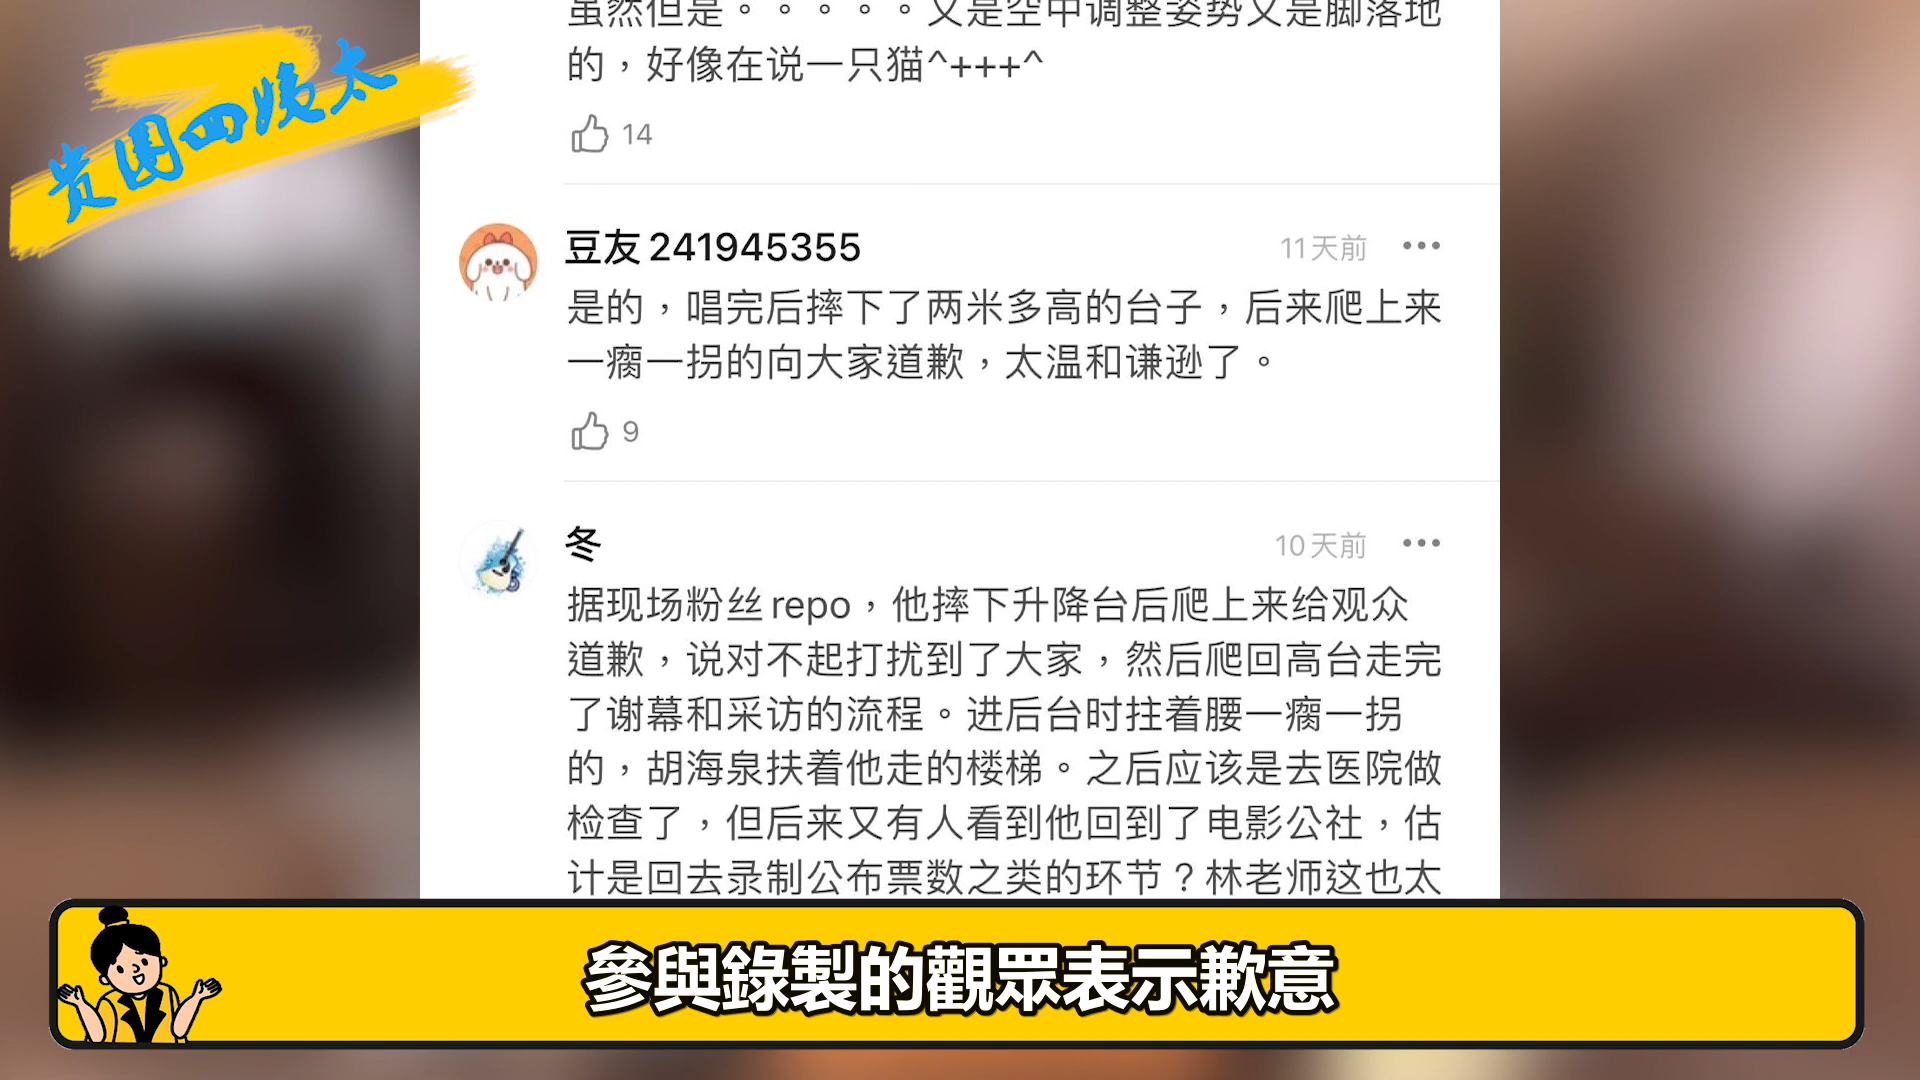 虽然但是。。。。。又是空中调整姿势又是脚落地
的，好像在说一只猫^+++^
14
贵圈四姨太
豆友241945355
11天前
是的，唱完后摔下了两米多高的台子，后来爬上来
一瘸一拐的向大家道歉，太温和谦逊了。
9
冬
10天前
据现场粉丝repo，他摔下升降台后爬上来给观众
道歉，说对不起打扰到了大家，然后爬回高台走完
了谢幕和采访的流程。进后台时拄着腰一瘸一拐
的，胡海泉扶着他走的楼梯。之后应该是去医院做
检查了，但后来又有人看到他回到了电影公社，估
计是回去录制公布票数之类的环节？林老师这也太
參與錄製的觀眾表示歉意